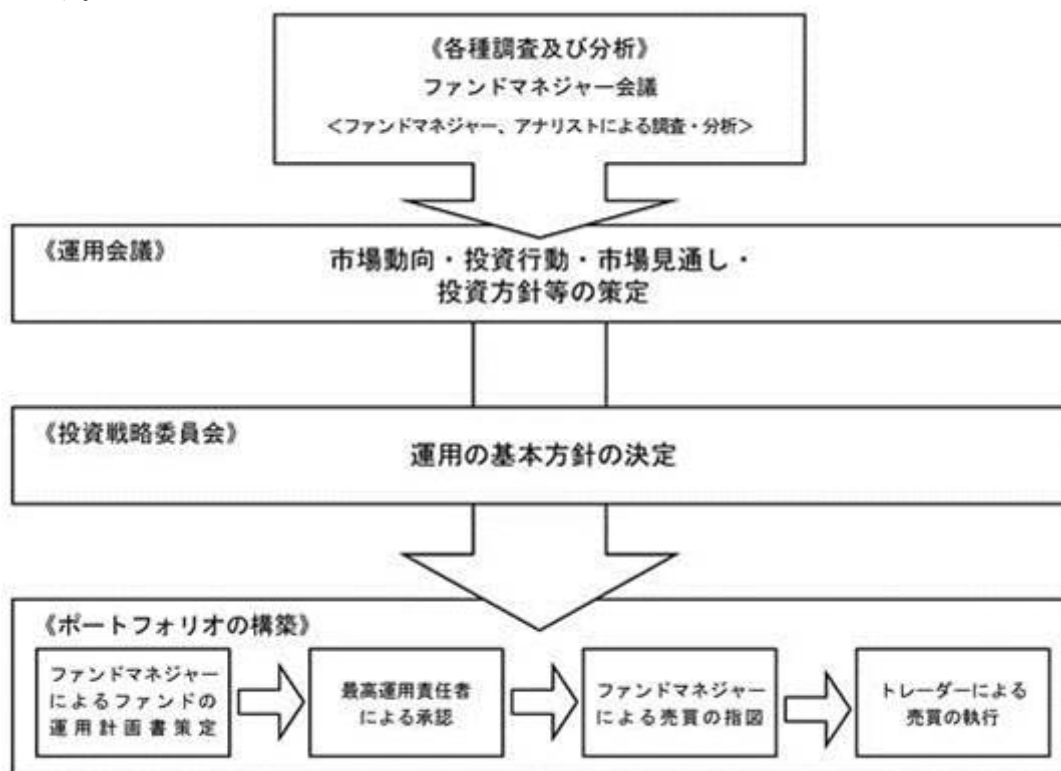 《各種調査及び分析》
ファンドマネジャー会議
＜ファンドマネジャー、アナリストによる調査・分析＞
《運用会議》
市場動向・投資行動・市場見通し・
投資方針等の策定
《投資戦略委員会》
運用の基本方針の決定
《ポートフォリオの構築》
ファンドマネジャー
によるファンドの
運用計画書策定
最高運用責任者
による承認
ファンドマネジャー
による売買の指図
トレーダーによる
売買の執行